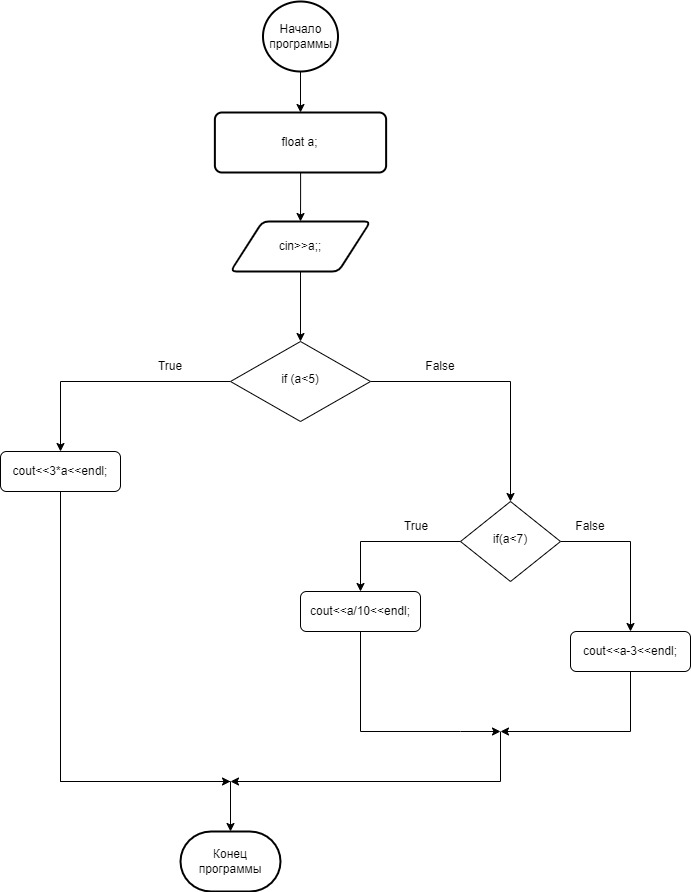 Начало
программы
float a;
cin>>a;;
if (a<5)
True
False
cout<<3*a<<endl;
if(a<7)
True
False
cout<<a/10<<endl;
cout<<a-3<<endl;
Конец
программы